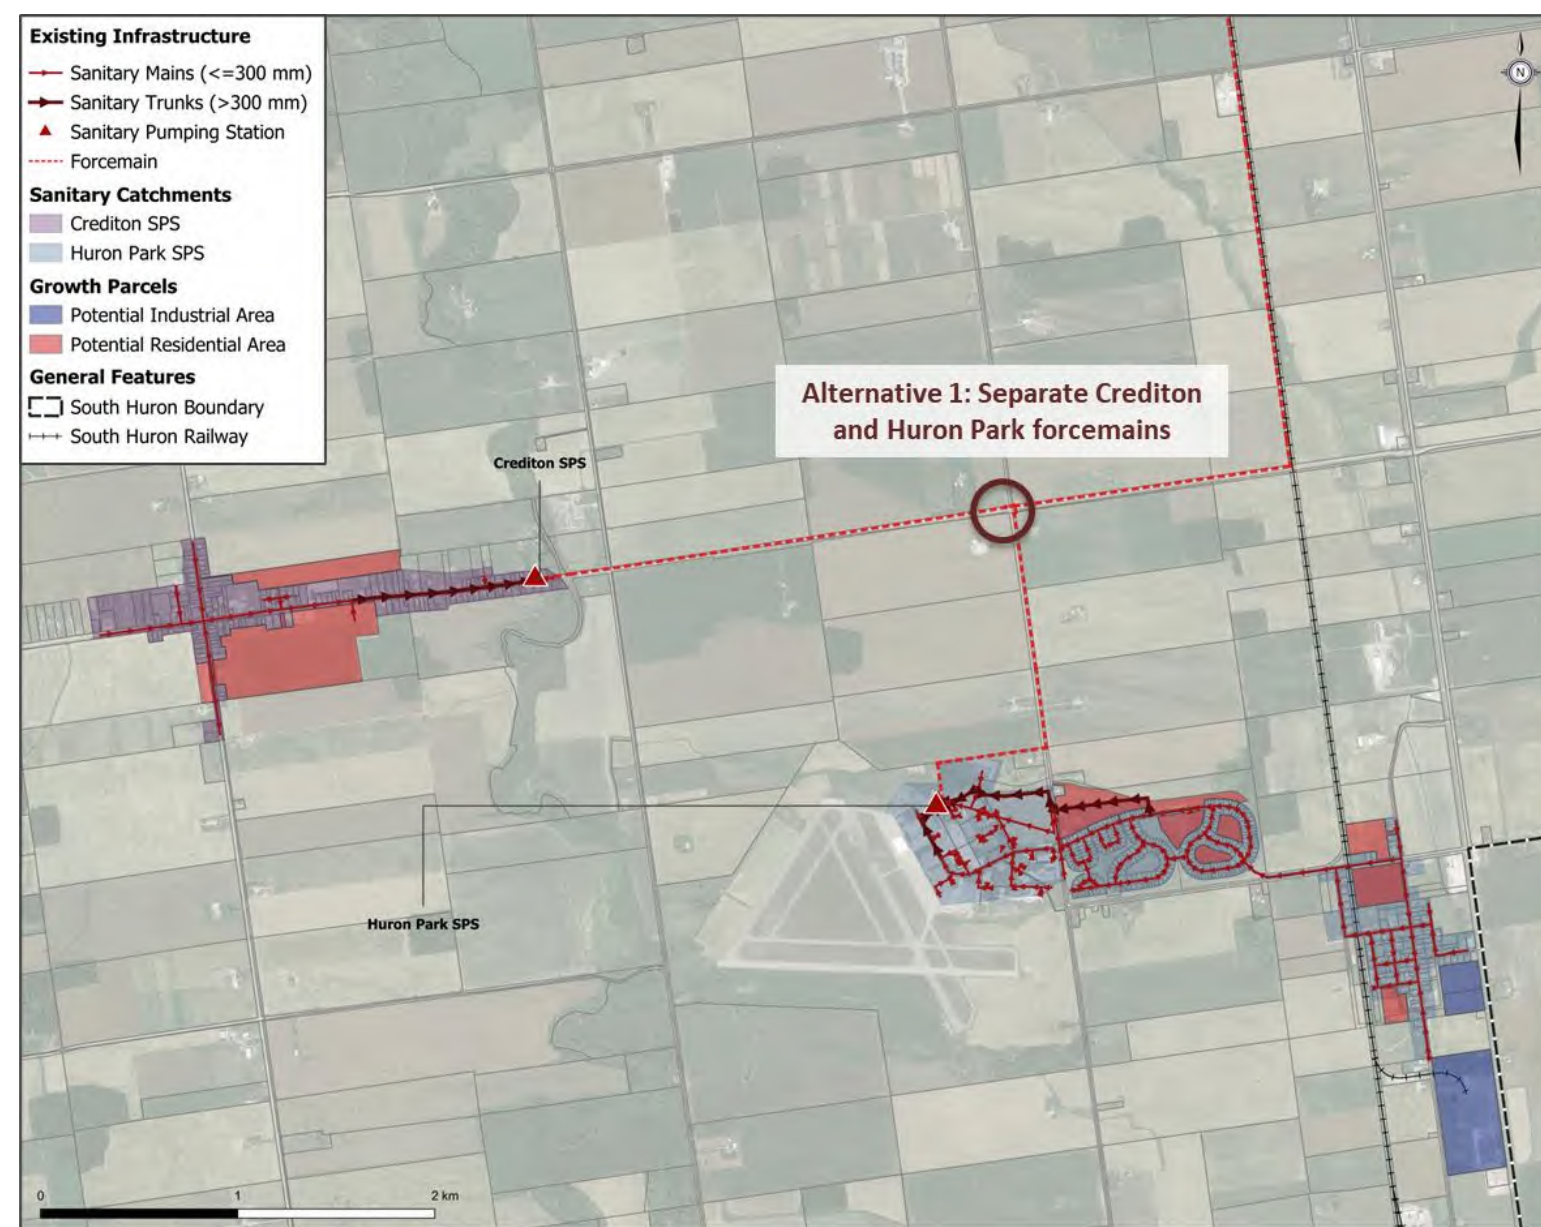 Existing Infrastructure
Sanitary Mains (<=300 mm)
Sanitary Trunks (>300 mm)
Sanitary Pumping Station
Forcemain
Sanitary Catchments
Crediton SPS
Huron Park SPS
Growth Parcels
Potential Industrial Area
Potential Residential Area
General Features
South Huron Boundary
South Huron Railway
N
Alternative 1: Separate Crediton
and Huron Park forcemains
Crediton SPS
Huron Park SPS
0 1 2 km